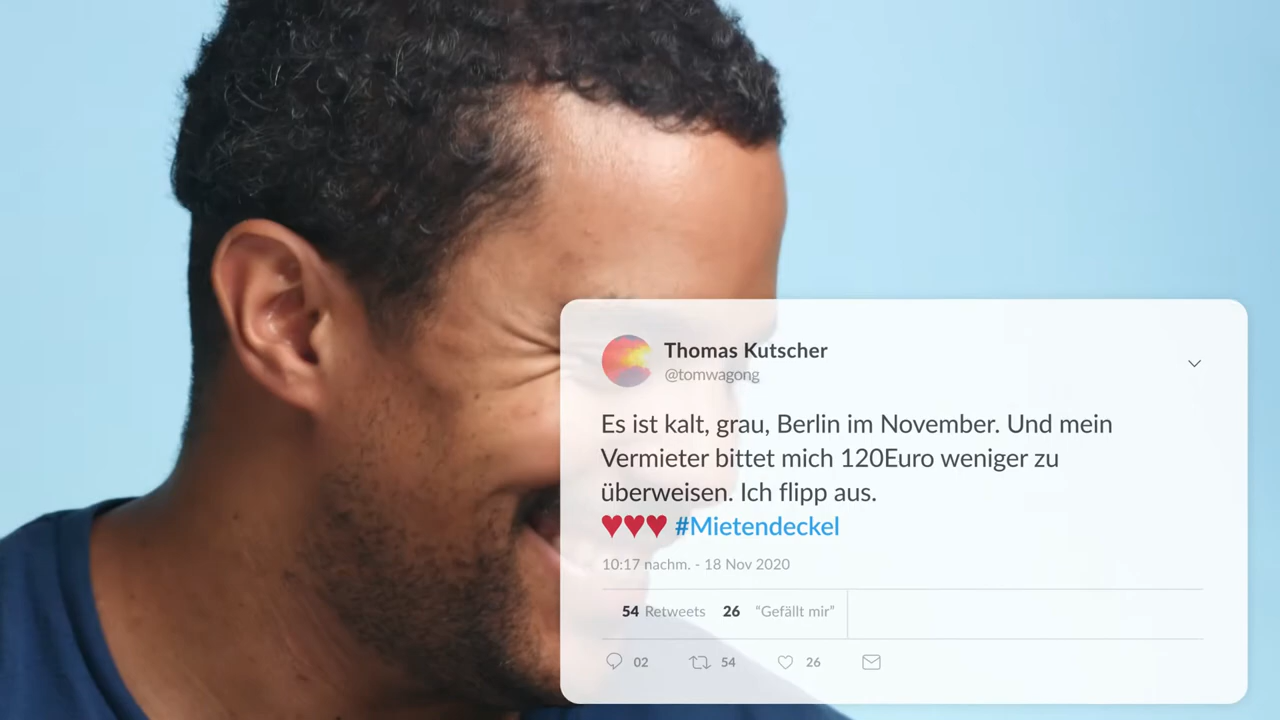 Thomas Kutscher
@tomwagong
Es ist kalt, grau, Berlin im November. Und mein
Vermieter bittet mich 120Euro weniger zu
überweisen. Ich flipp aus.
♥♥♥ #Mietendeckel
10:17 nachm. - 18 Nov 2020
54 Retweets 26 “Gefällt mir”
02 54 26